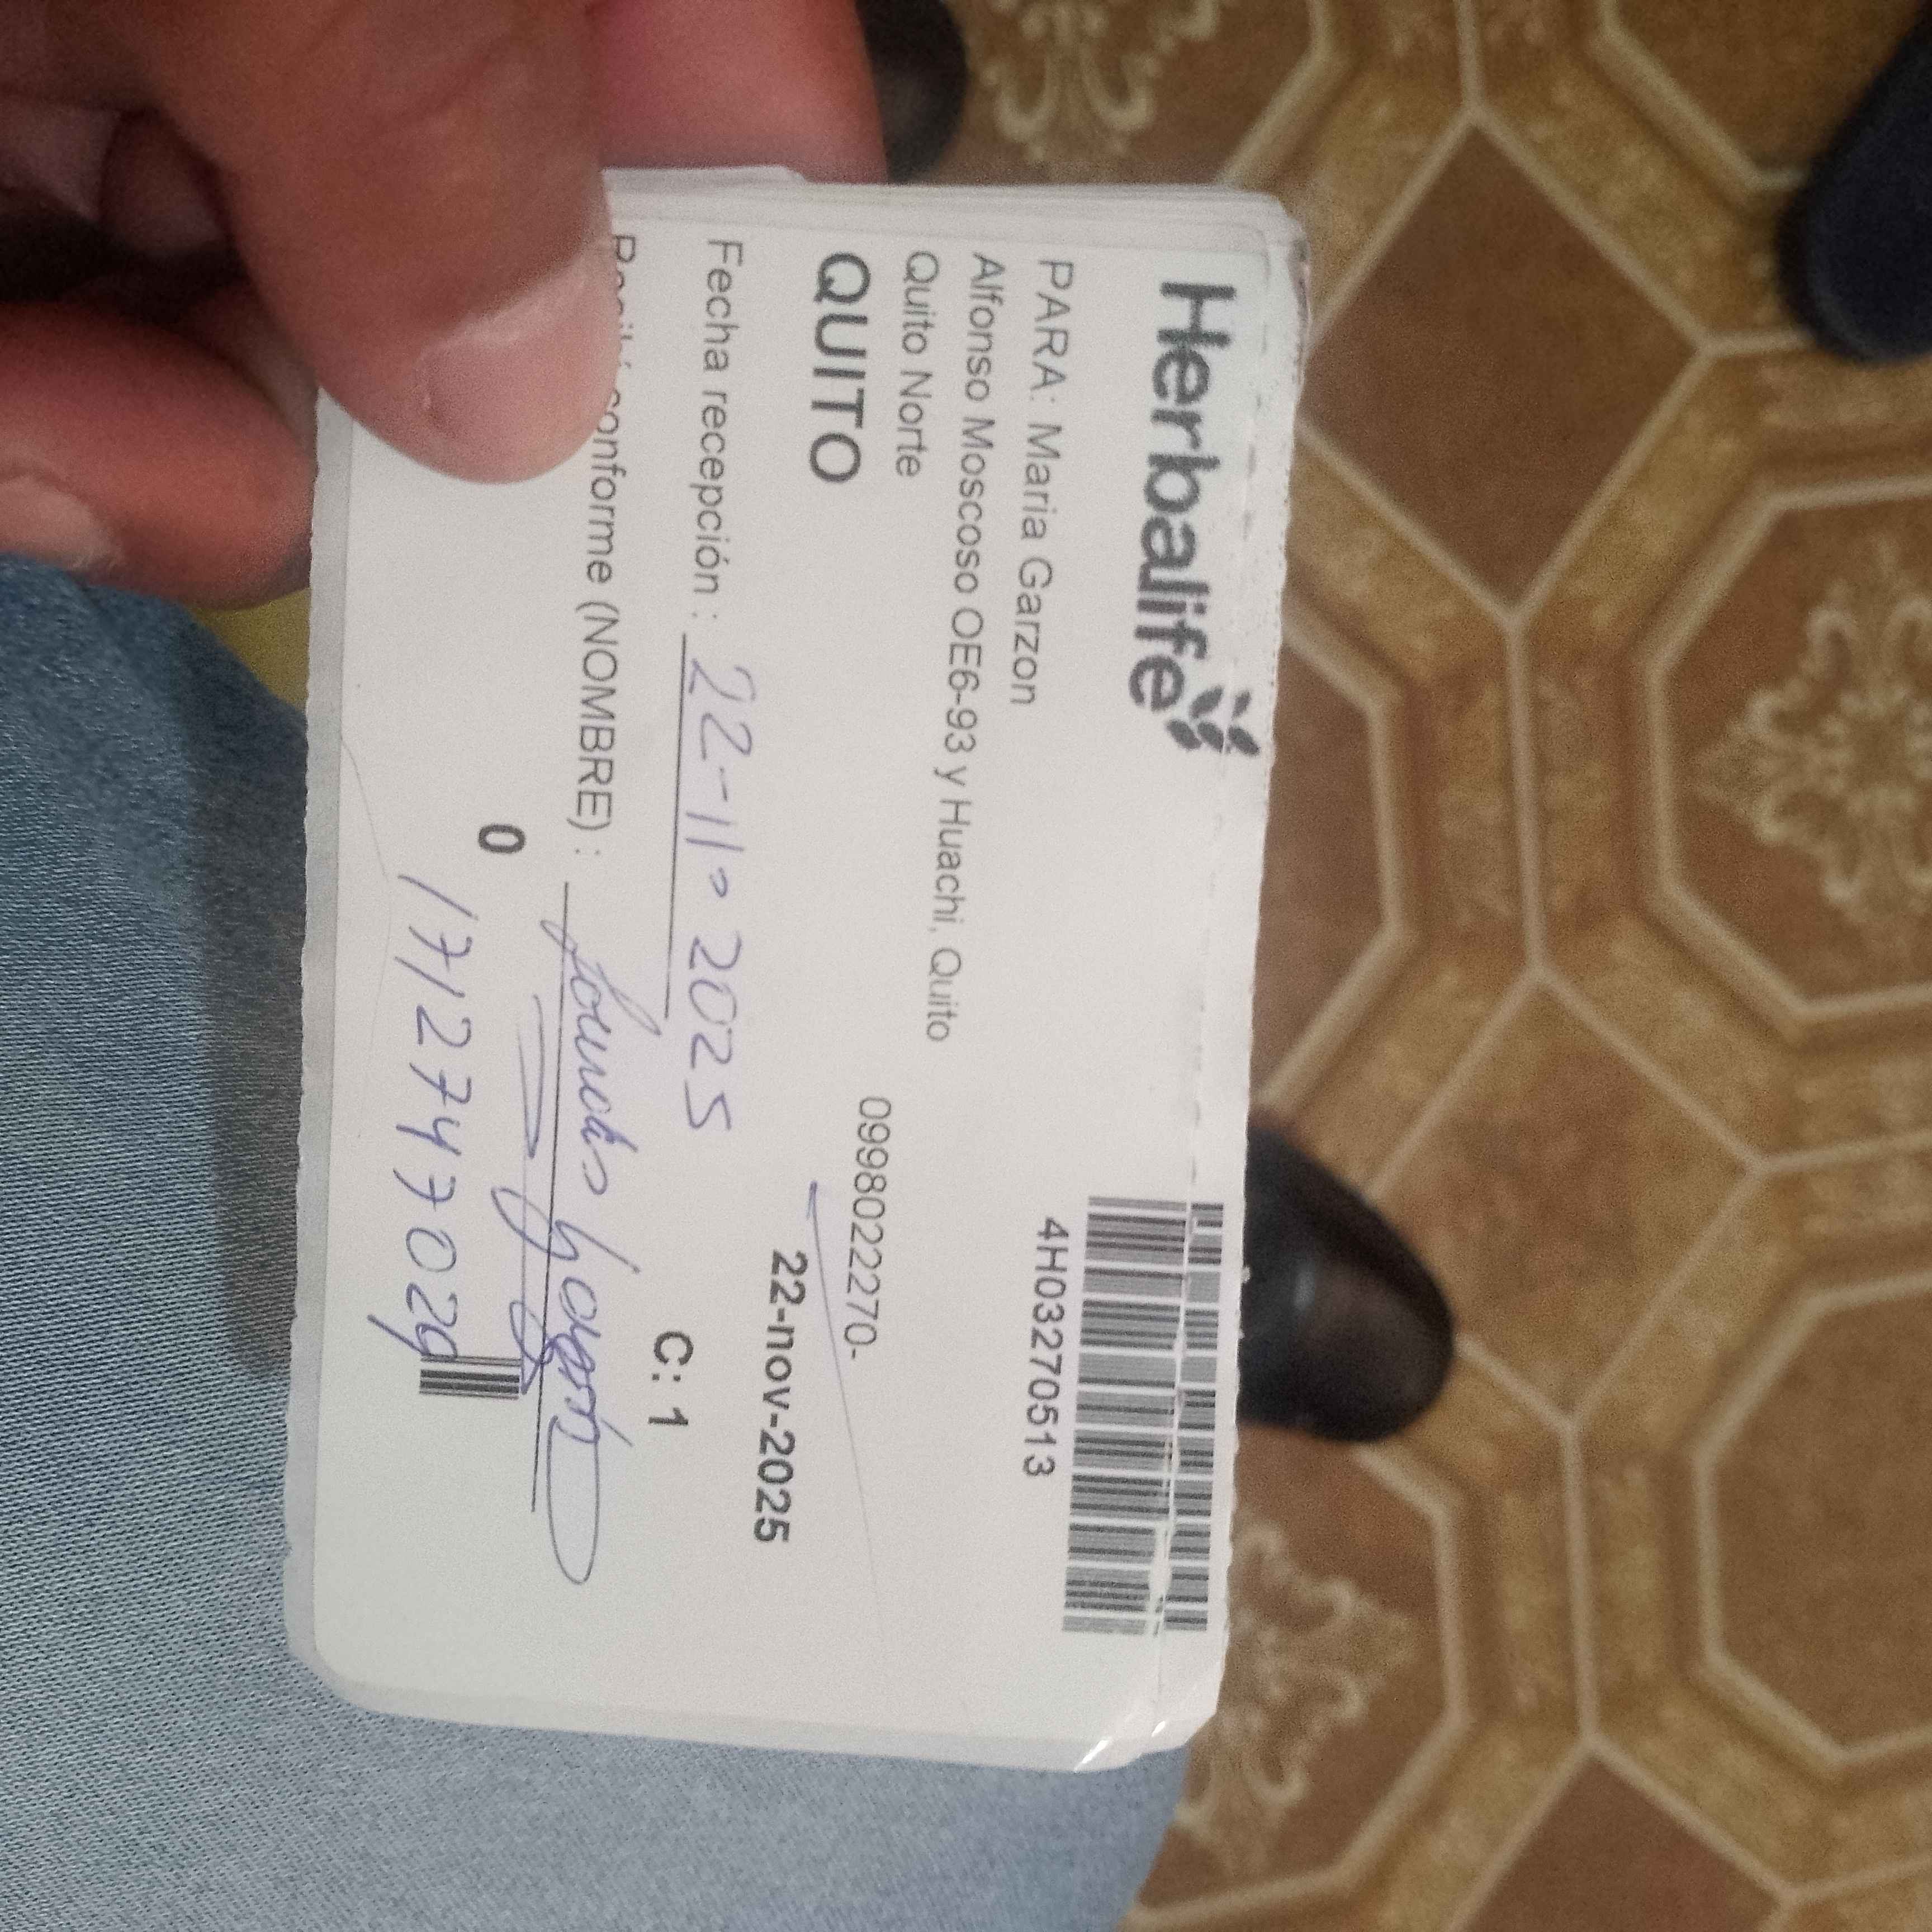 Herbalife
4H03270513
PARA: Maria Garzon
Alfonso Moscoso OE6-93 y Huachi, Quito
Quito Norte
0998022270-
QUITO
22-nov-2025
Fecha recepción : 22-11-2025
C: 1
conforme (NOMBRE) :
0
1712747029